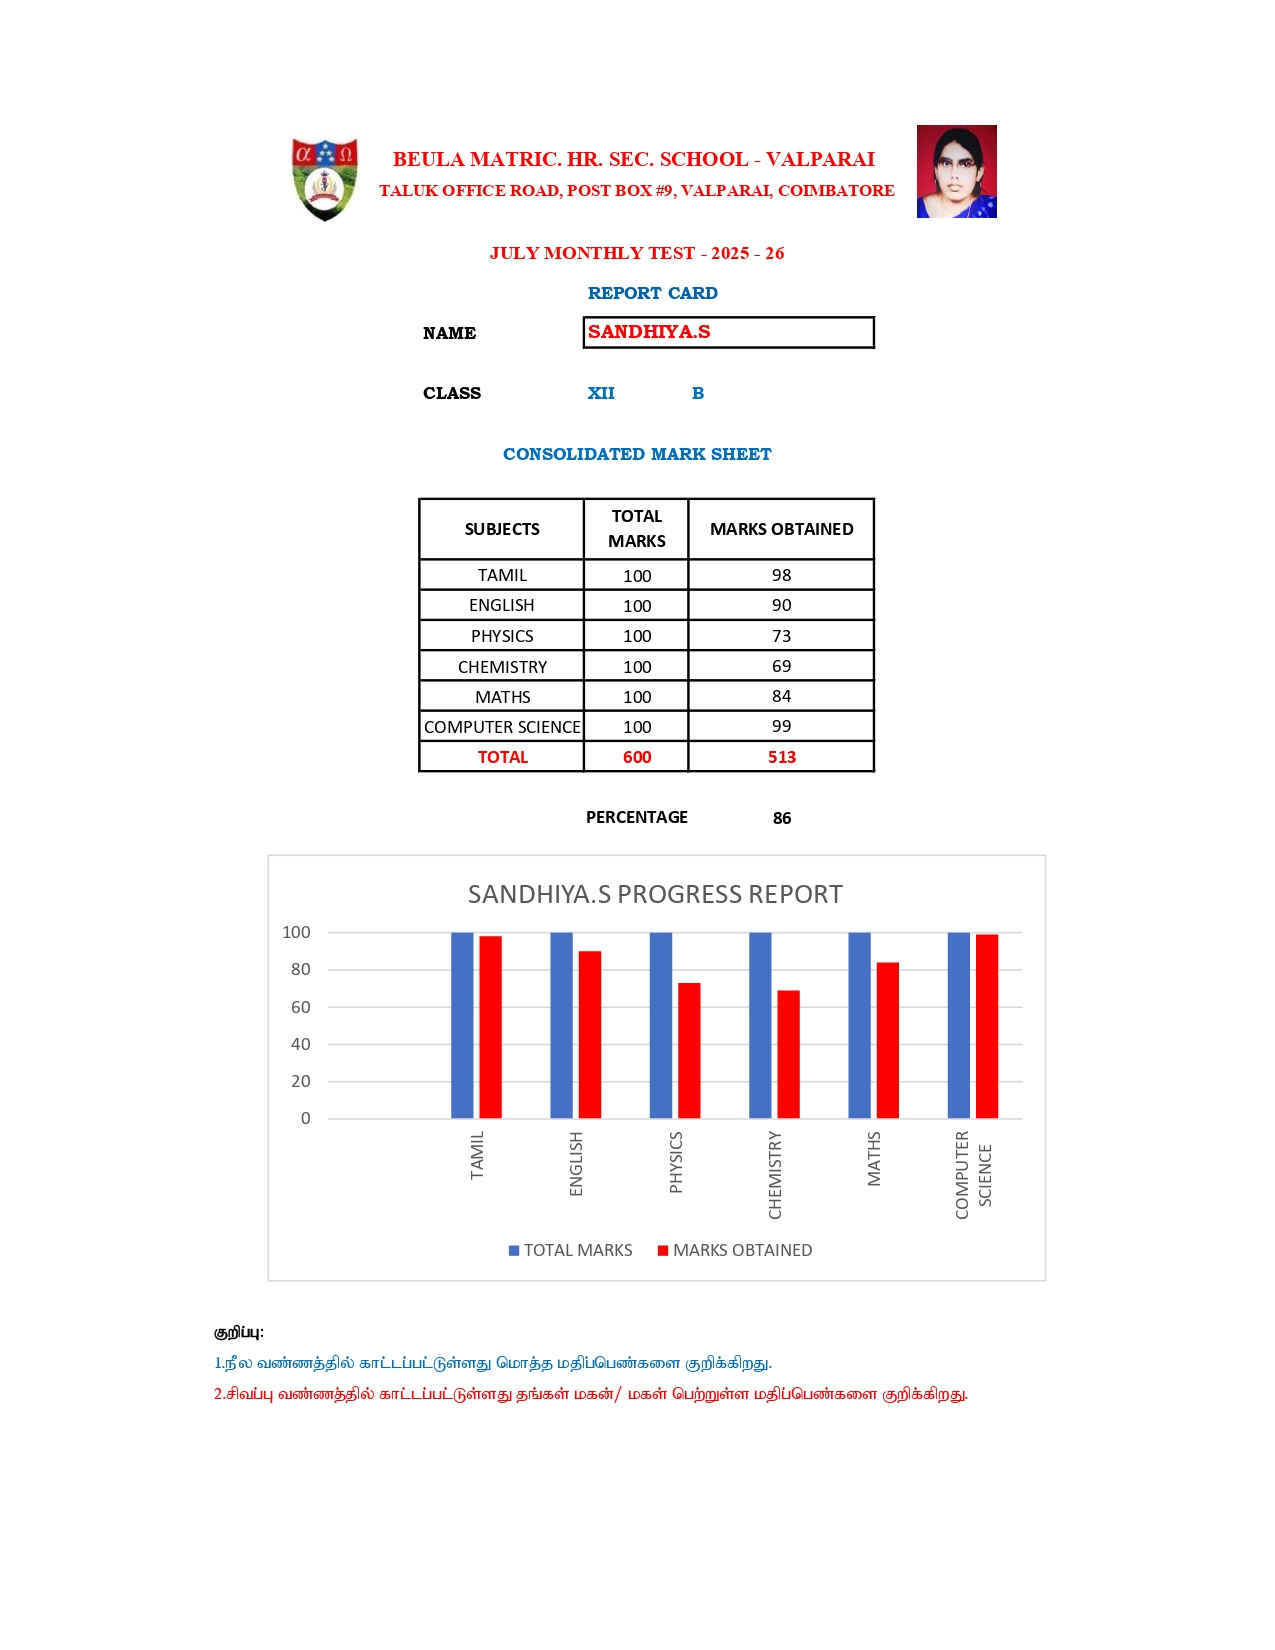 BEULA MATRIC. HR. SEC. SCHOOL - VALPARAI
TALUK OFFICE ROAD, POST BOX #9, VALPARAI, COIMBATORE
α Ω
JULY MONTHLY TEST - 2025 - 26
REPORT CARD
NAME SANDHIYA.S
CLASS XII B
CONSOLIDATED MARK SHEET
SUBJECTS TOTAL MARKS MARKS OBTAINED
TAMIL 100 98
ENGLISH 100 90
PHYSICS 100 73
CHEMISTRY 100 69
MATHS 100 84
COMPUTER SCIENCE 100 99
TOTAL 600 513
PERCENTAGE 86
SANDHIYA.S PROGRESS REPORT
100
80
60
40
20
0
TAMIL
ENGLISH
PHYSICS
CHEMISTRY
MATHS
COMPUTER
SCIENCE
TOTAL MARKS MARKS OBTAINED
குறிப்பு:
1.நீல வண்ணத்தில் காட்டப்பட்டுள்ளது மொத்த மதிப்பெண்களை குறிக்கிறது.
2.சிவப்பு வண்ணத்தில் காட்டப்பட்டுள்ளது தங்கள் மகன்/ மகள் பெற்றுள்ள மதிப்பெண்களை குறிக்கிறது.